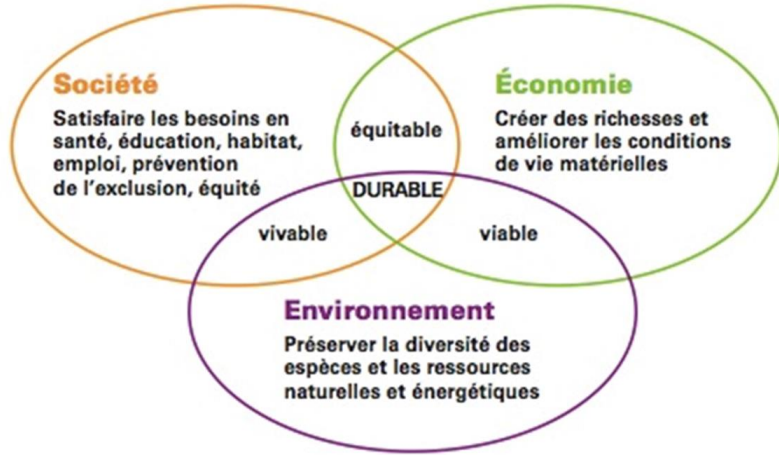 Société
Satisfaire les besoins en
santé, éducation, habitat,
emploi, prévention
de l'exclusion, équité
équitable
Économie
Créer des richesses et
améliorer les conditions
de vie matérielles
DURABLE
vivable
viable
Environnement
Préserver la diversité des
espèces et les ressources
naturelles et énergétiques